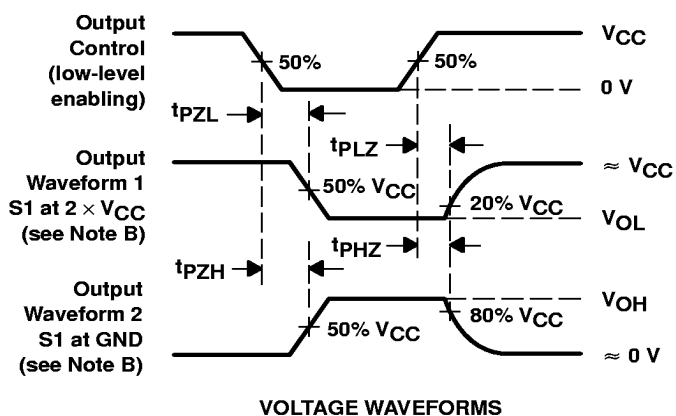 Output
Control
(low-level
enabling)
50%
50%
VCC
0 V
tPZL
tPLZ
Output
Waveform 1
S1 at 2 × VCC
(see Note B)
50% VCC
20% VCC
≈ VCC
VOL
tPZH
tPHZ
Output
Waveform 2
S1 at GND
(see Note B)
50% VCC
80% VCC
VOH
≈ 0 V
VOLTAGE WAVEFORMS